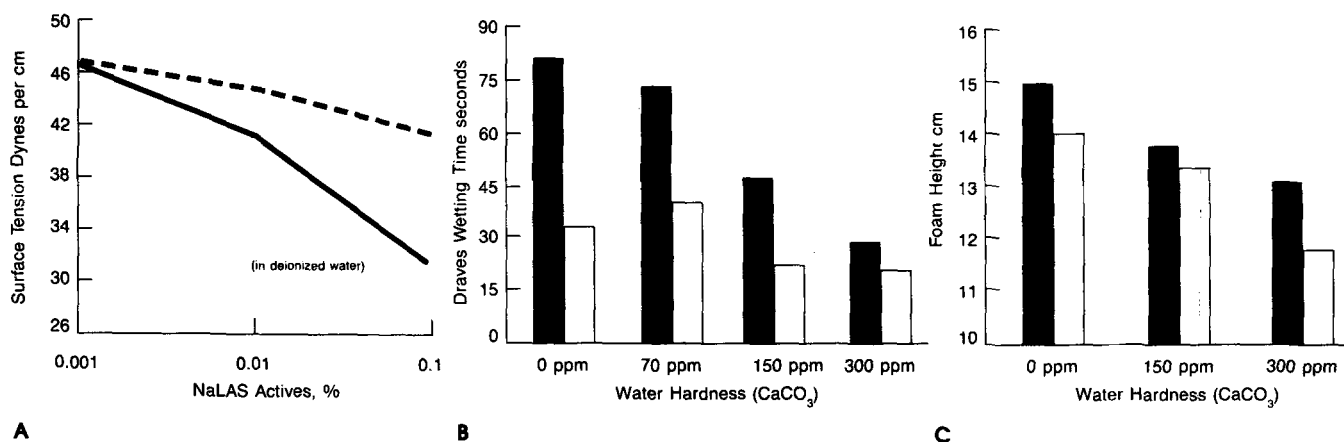 Surface Tension Dynes per cm
50
46
42
38
34
30
26
(in deionized water)
0.001
0.01
0.1
NaLAS Actives, %
A
Draves Wetting Time seconds
90
75
60
45
30
15
0
0 ppm
70 ppm
150 ppm
300 ppm
Water Hardness (CaCO₃)
B
Foam Height cm
16
15
14
13
12
11
10
0 ppm
150 ppm
300 ppm
Water Hardness (CaCO₃)
C